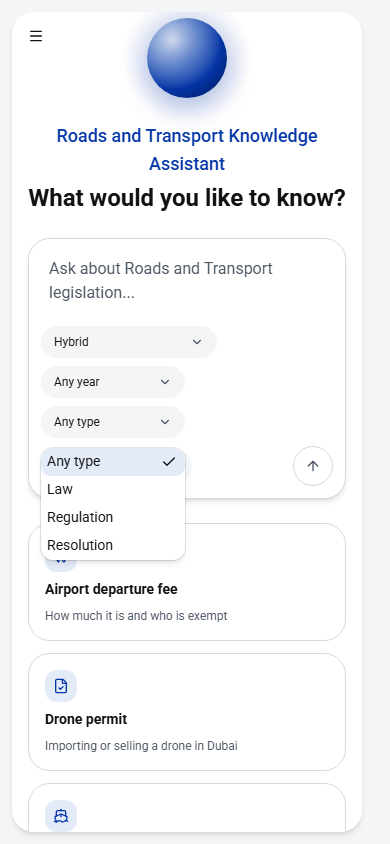 Roads and Transport Knowledge
Assistant
What would you like to know?
Ask about Roads and Transport
legislation...
Hybrid
Any year
Any type
Any type
Law
Regulation
Resolution
Airport departure fee
How much it is and who is exempt
Drone permit
Importing or selling a drone in Dubai